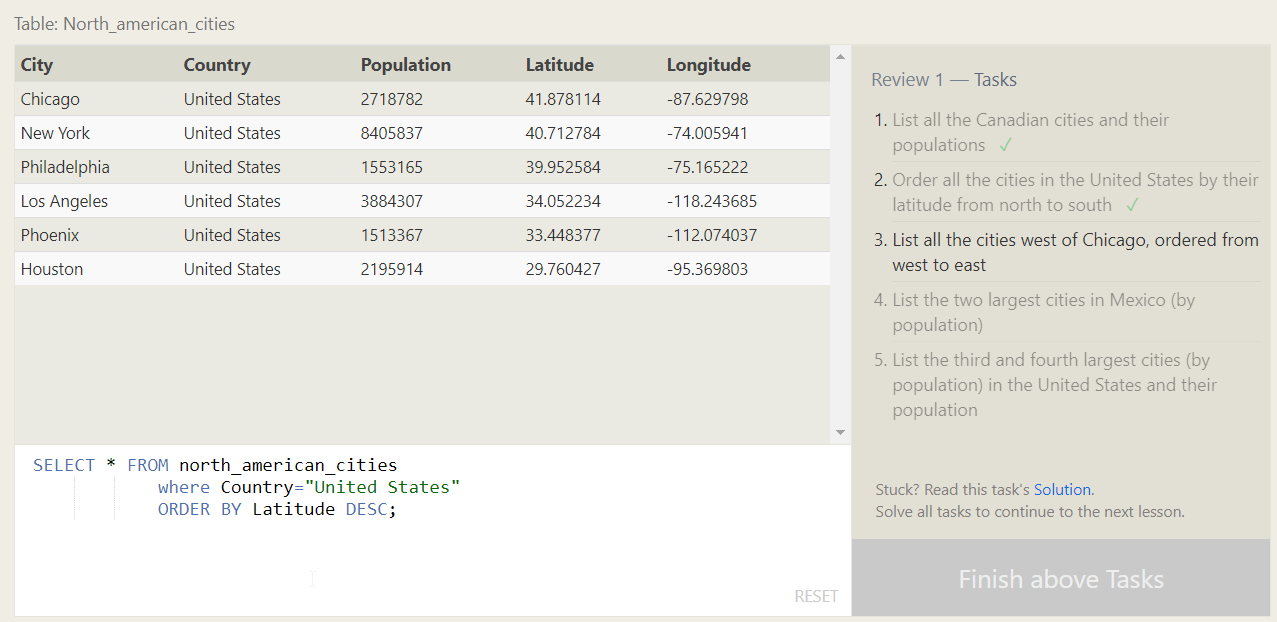 Table: North_american_cities
City Country Population Latitude Longitude
Chicago United States 2718782 41.878114 -87.629798
New York United States 8405837 40.712784 -74.005941
Philadelphia United States 1553165 39.952584 -75.165222
Los Angeles United States 3884307 34.052234 -118.243685
Phoenix United States 1513367 33.448377 -112.074037
Houston United States 2195914 29.760427 -95.369803
SELECT * FROM north_american_cities
where Country="United States"
ORDER BY Latitude DESC;
RESET
Review 1 — Tasks
1. List all the Canadian cities and their
populations ✓
2. Order all the cities in the United States by their
latitude from north to south ✓
3. List all the cities west of Chicago, ordered from
west to east
4. List the two largest cities in Mexico (by
population)
5. List the third and fourth largest cities (by
population) in the United States and their
population
Stuck? Read this task's Solution.
Solve all tasks to continue to the next lesson.
Finish above Tasks